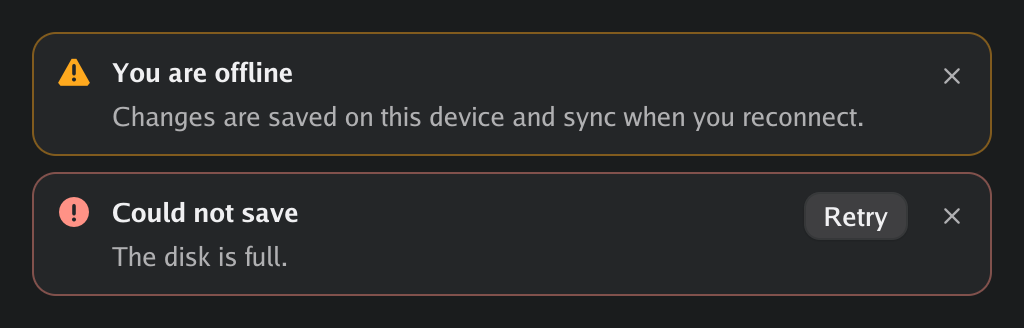 You are offline
Changes are saved on this device and sync when you reconnect.
Could not save
Retry
The disk is full.